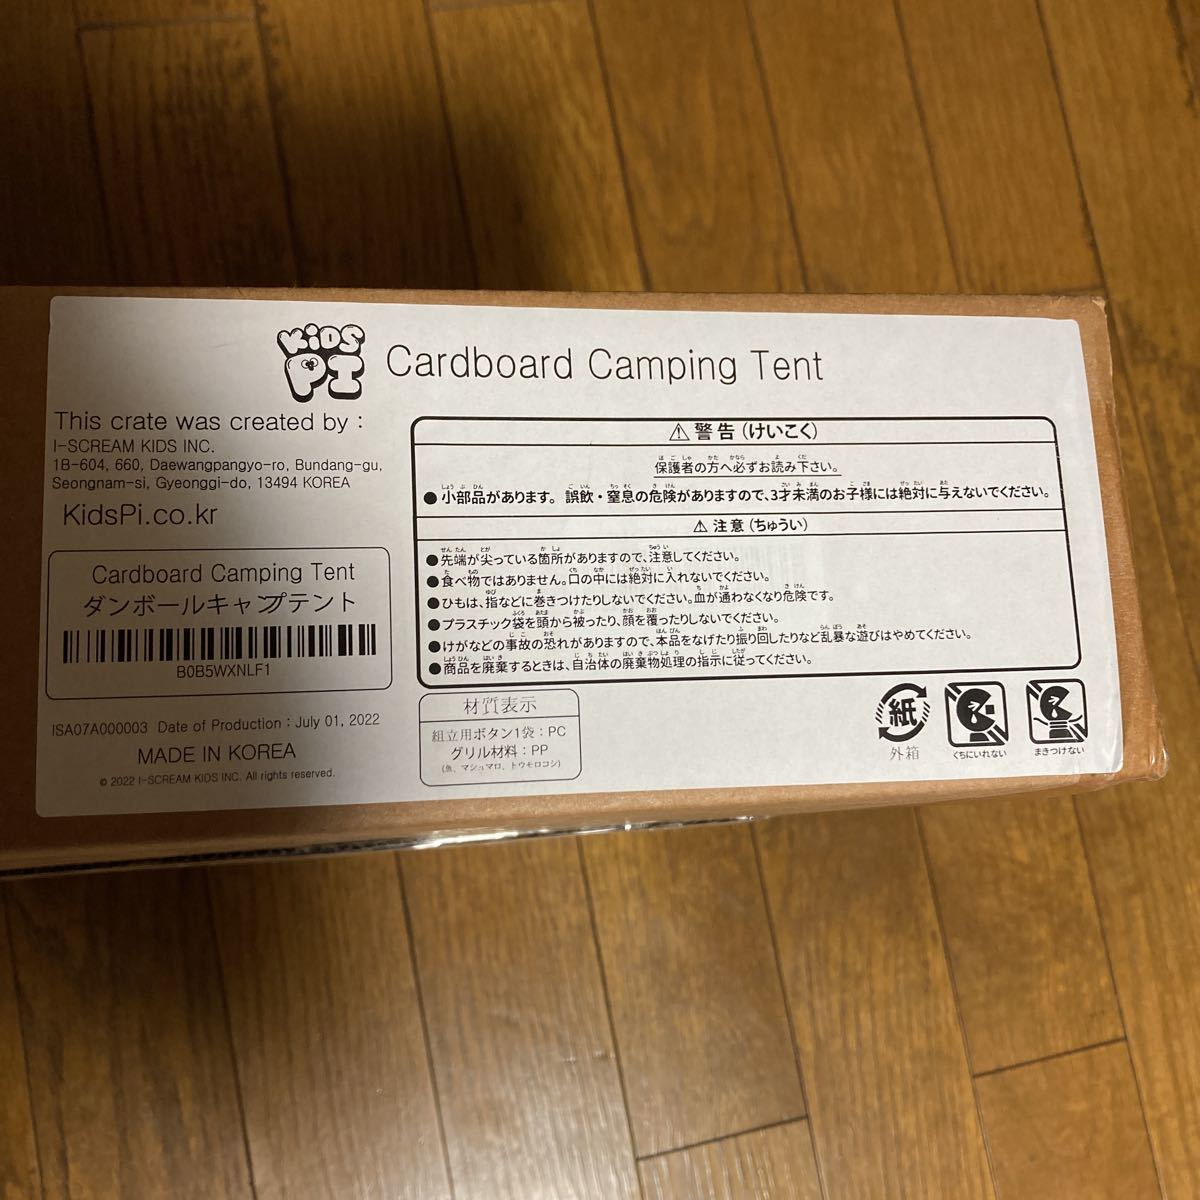 KiDS
PI
Cardboard Camping Tent
This crate was created by :
I-SCREAM KIDS INC.
1B-604, 660, Daewangpangyo-ro, Bundang-gu,
Seongnam-si, Gyeonggi-do, 13494 KOREA
KidsPi.co.kr
Cardboard Camping Tent
ダンボールキャンプテント
B0B5WXNLF1
ISA07A000003 Date of Production : July 01, 2022
MADE IN KOREA
© 2022 I-SCREAM KIDS INC. All rights reserved.
⚠ 警告 (けいこく)
保護者の方へ必ずお読み下さい。
● 小部品があります。誤飲・窒息の危険がありますので、3才未満のお子様には絶対に与えないでください。
⚠ 注意 (ちゅうい)
● 先端が尖っている箇所がありますので、注意してください。
● 食べ物ではありません。口の中には絶対に入れないでください。
● ひもは、指などに巻きつけたりしないでください。血が通わなくなり危険です。
● プラスチック袋を頭から被ったり、顔を覆ったりしないでください。
● けがなどの事故の恐れがありますので、本品をなげたり振り回したりなど乱暴な遊びはやめてください。
● 商品を廃棄するときは、自治体の廃棄物処理の指示に従ってください。
材質表示
組立用ボタン1袋 : PC
グリル材料 : PP
(魚、マシュマロ、トウモロコシ)
紙
外箱
くちにいれない
まきつけない